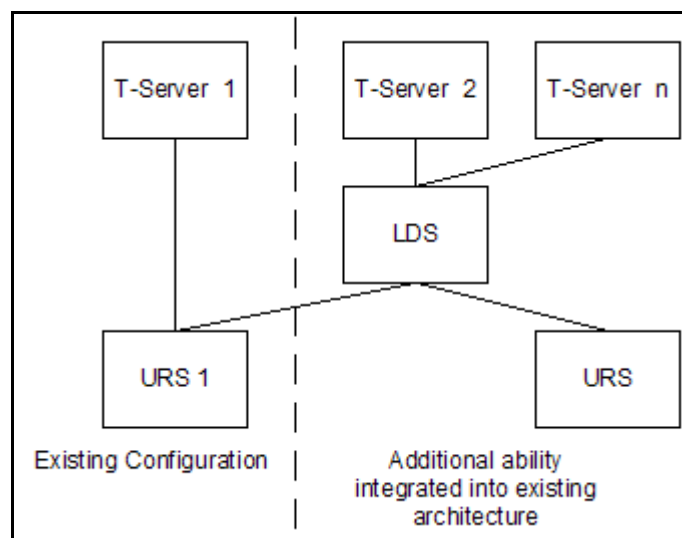 T-Server 1
T-Server 2
T-Server n
LDS
URS 1
URS
Existing Configuration
Additional ability
integrated into existing
architecture